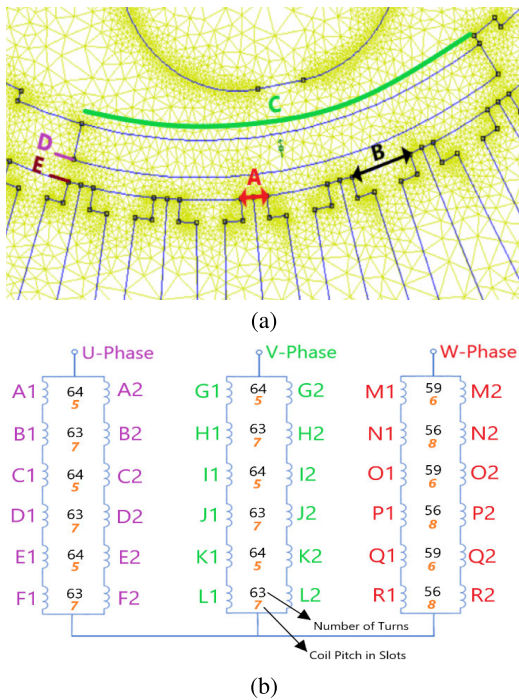 C
D
E
A
B
(a)
U-Phase V-Phase W-Phase
A1 64 5 A2 G1 64 5 G2 M1 59 6 M2
B1 63 7 B2 H1 63 7 H2 N1 56 8 N2
C1 64 5 C2 I1 64 5 I2 O1 59 6 O2
D1 63 7 D2 J1 63 7 J2 P1 56 8 P2
E1 64 5 E2 K1 64 5 K2 Q1 59 6 Q2
F1 63 7 F2 L1 63 7 L2 R1 56 8 R2
Number of Turns
Coil Pitch in Slots
(b)